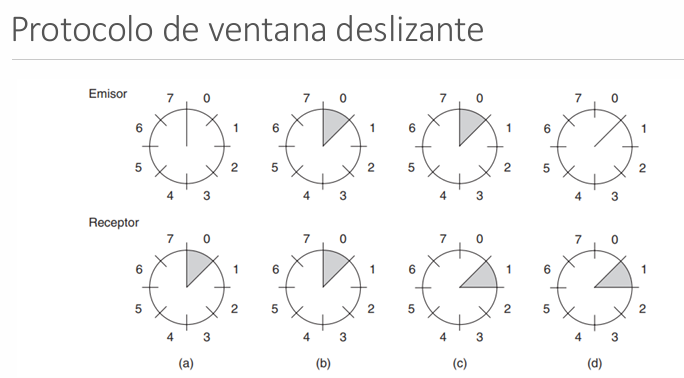 Protocolo de ventana deslizante
Emisor
7 0 7 0 7 0 7 0
6 1 6 1 6 1 6 1
5 2 5 2 5 2 5 2
4 3 4 3 4 3 4 3
Receptor
7 0 7 0 7 0 7 0
6 1 6 1 6 1 6 1
5 2 5 2 5 2 5 2
4 3 4 3 4 3 4 3
(a) (b) (c) (d)